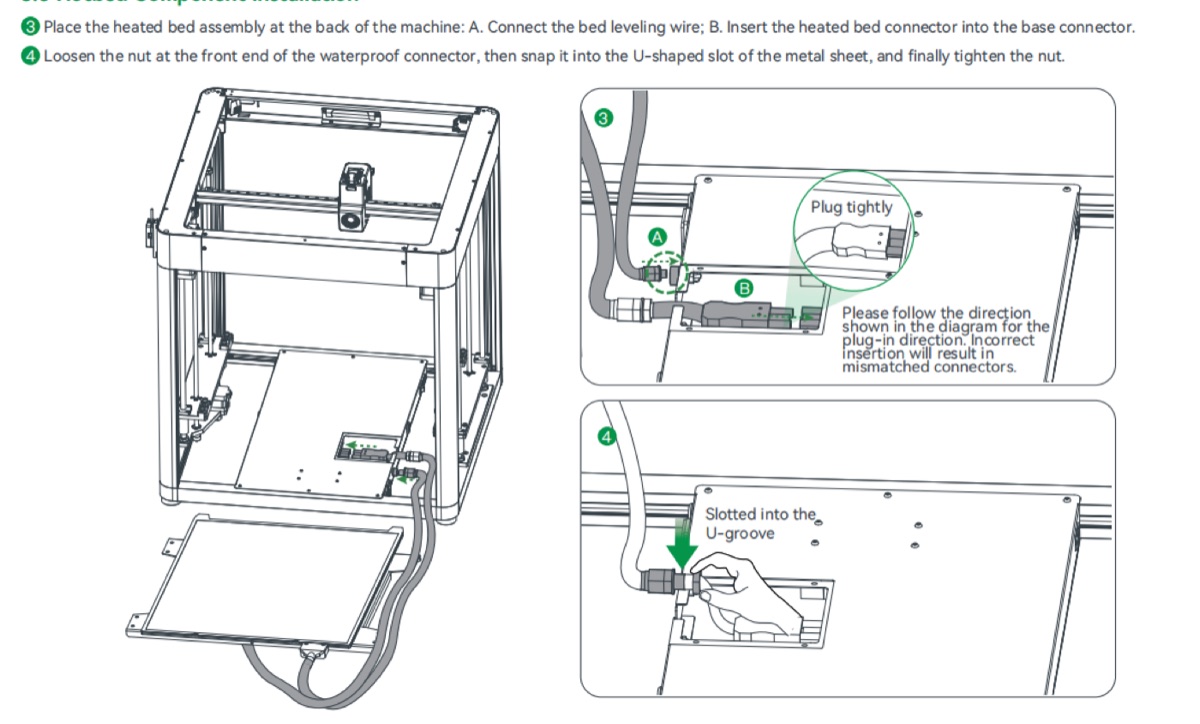 3 Place the heated bed assembly at the back of the machine: A. Connect the bed leveling wire; B. Insert the heated bed connector into the base connector.
4 Loosen the nut at the front end of the waterproof connector, then snap it into the U-shaped slot of the metal sheet, and finally tighten the nut.
3
Plug tightly
A
B
Please follow the direction
shown in the diagram for the
plug-in direction. Incorrect
insertion will result in
mismatched connectors.
4
Slotted into the
U-groove